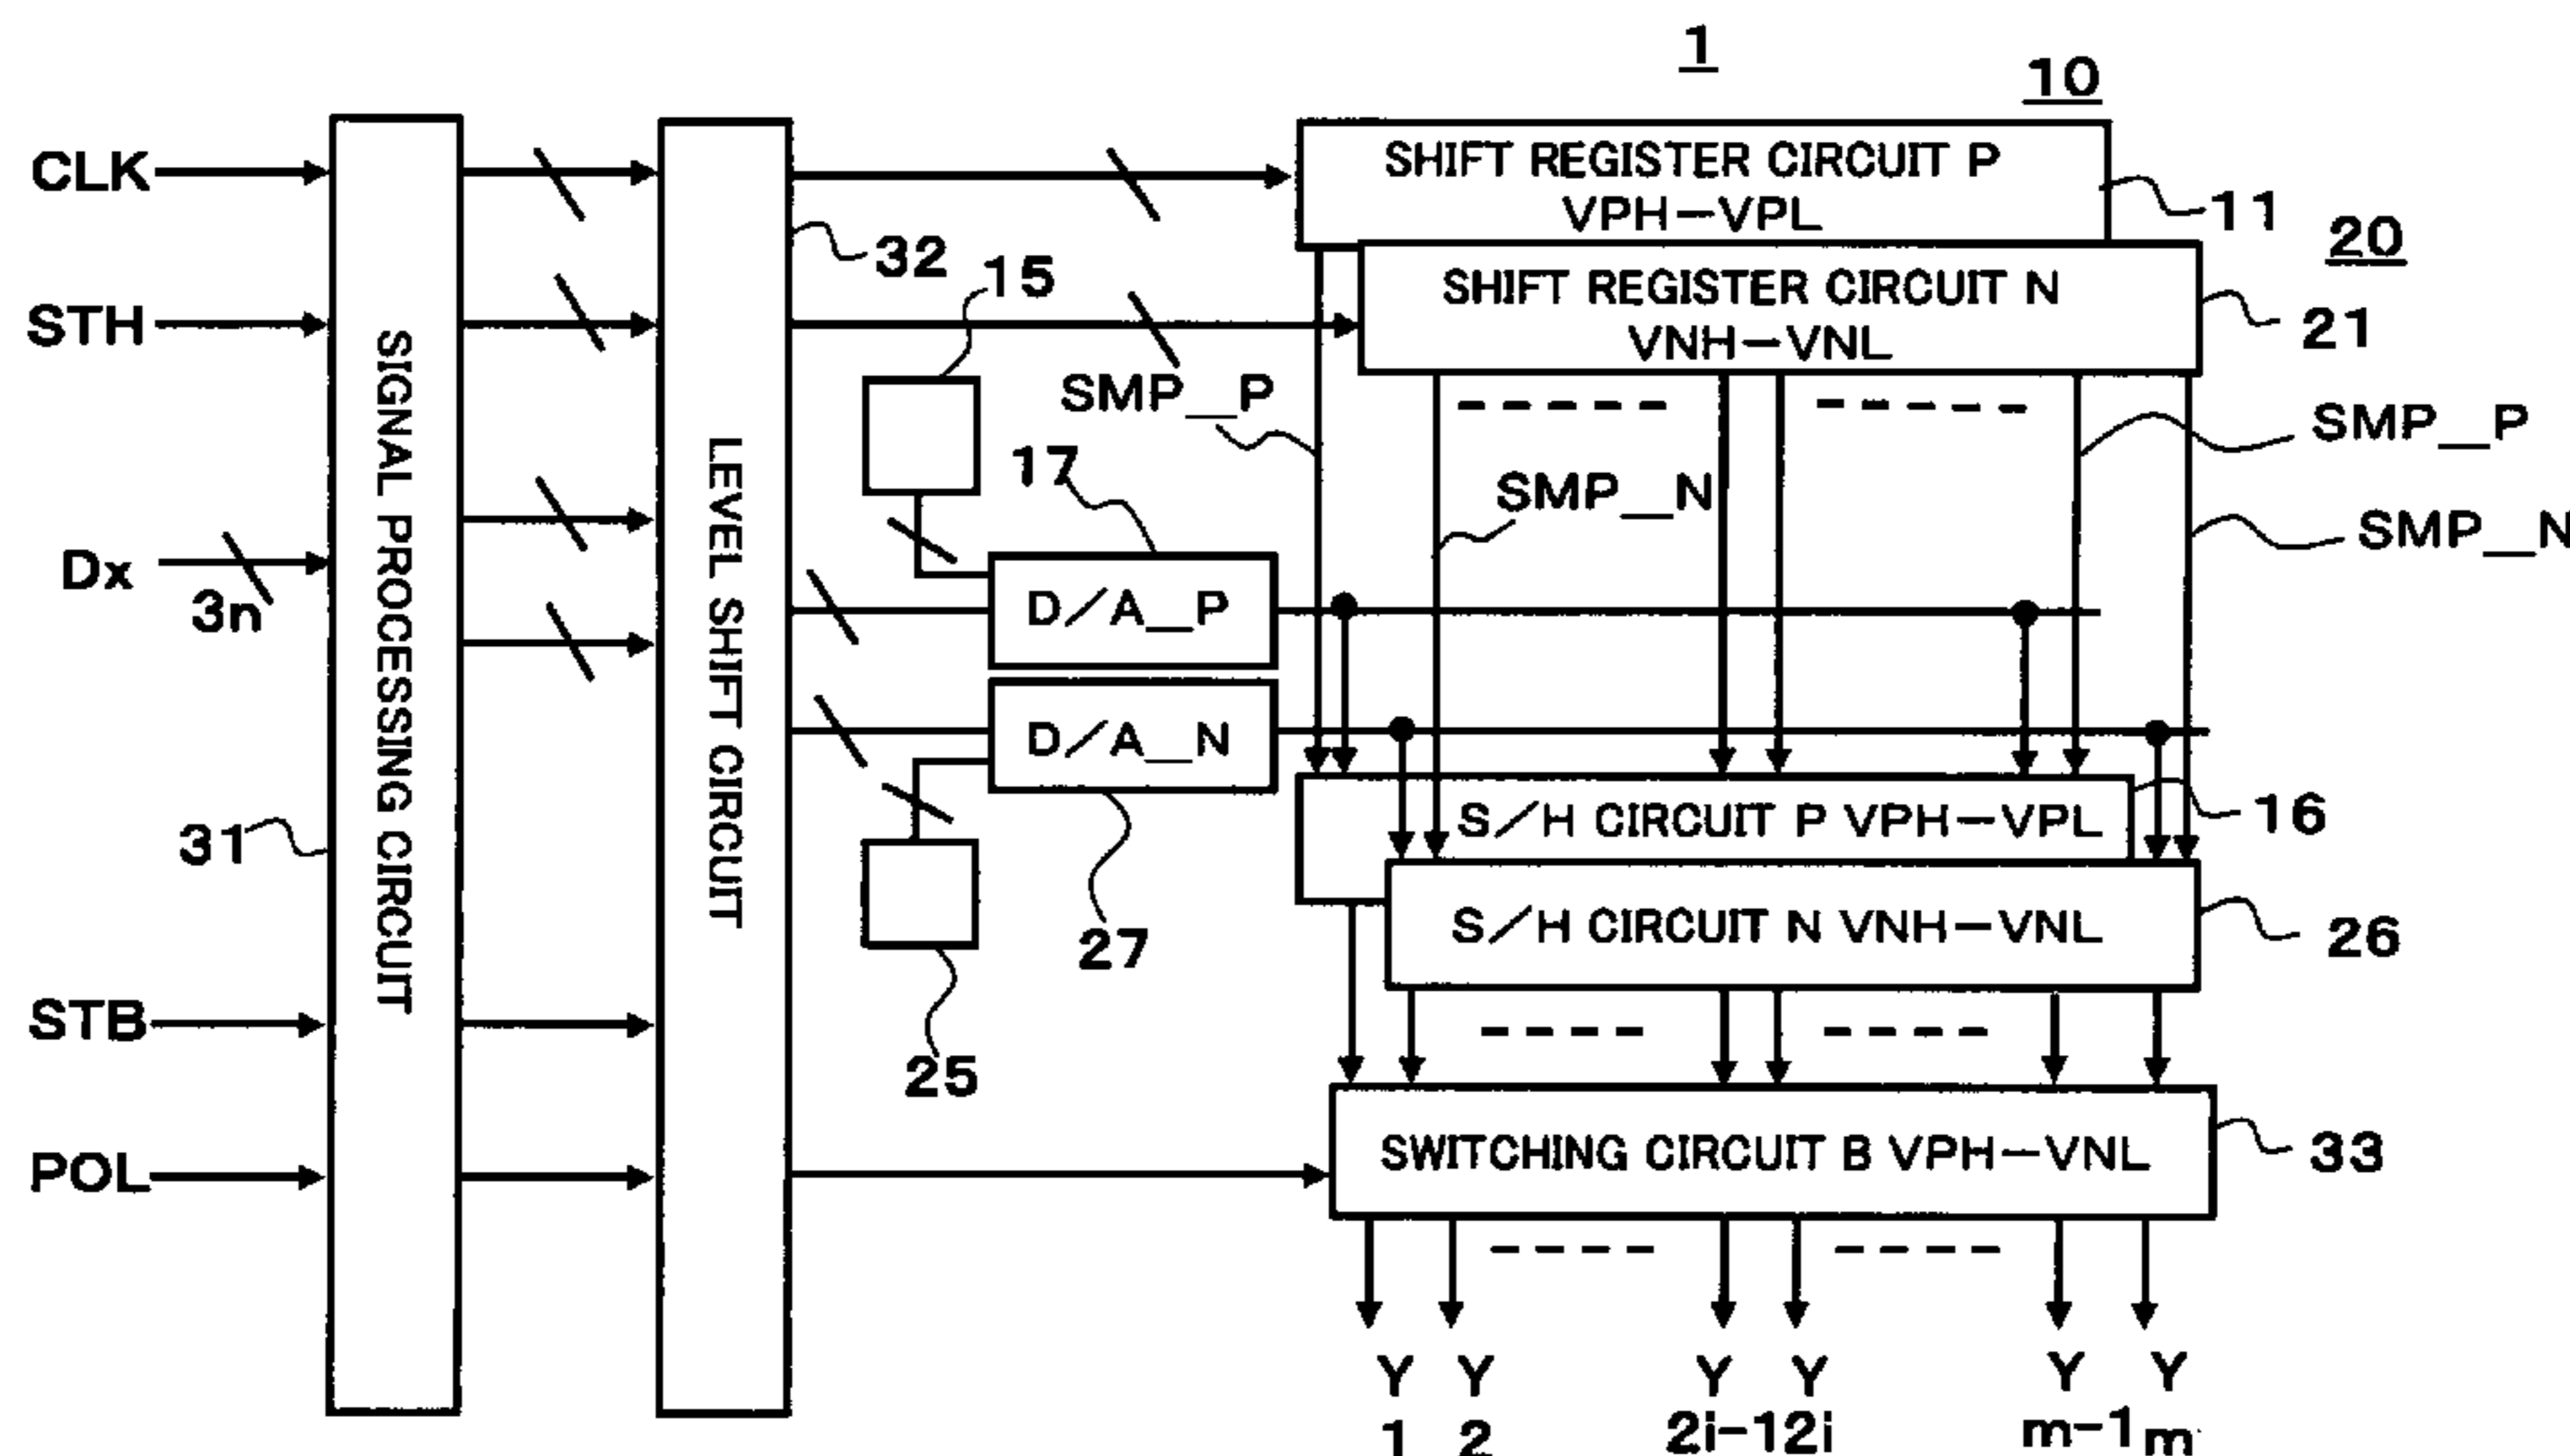 1
10
CLK
SHIFT REGISTER CIRCUIT P
VPH-VPL
11
20
32
15
STH
SHIFT REGISTER CIRCUIT N
VNH-VNL
21
SMP_P
SMP_P
17
SMP_N
SMP_N
Dx
3n
D/A_P
D/A_N
SIGNAL PROCESSING CIRCUIT
LEVEL SHIFT CIRCUIT
S/H CIRCUIT P VPH-VPL
16
31
S/H CIRCUIT N VNH-VNL
26
27
25
STB
POL
SWITCHING CIRCUIT B VPH-VNL
33
Y Y Y Y Y Y
1 2 2i-1 2i m-1 m